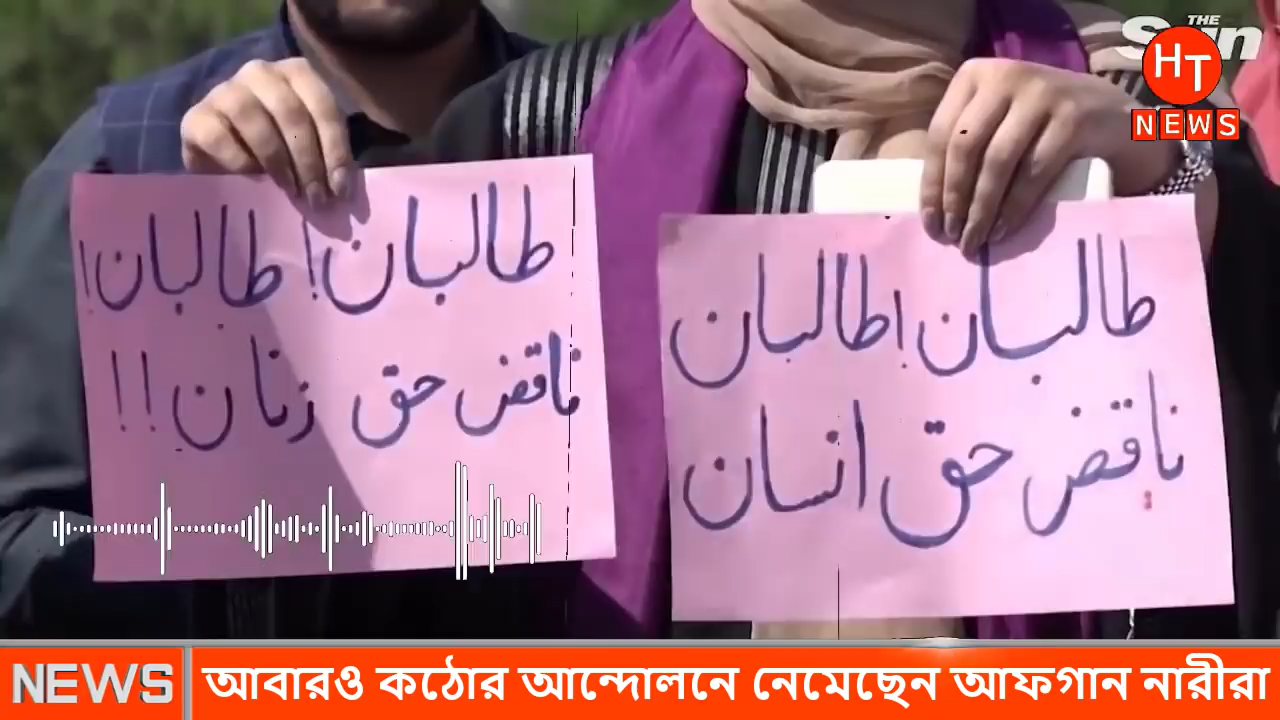 THE
Sun
HT
NEWS
طالبان! طالبان!
ناقض حق زنان!!
طالبان! طالبان
ناقض حق انسان
NEWS
আবারও কঠোর আন্দোলনে নেমেছেন আফগান নারীরা